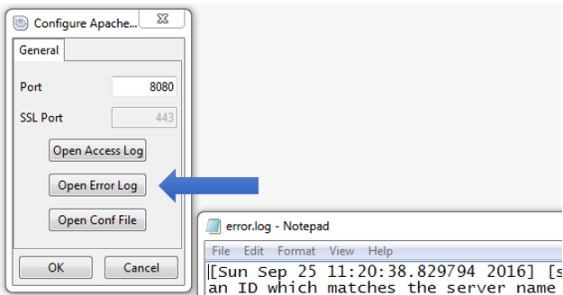 Configure Apache...
General
Port 8080
SSL Port 443
Open Access Log
Open Error Log
Open Conf File
OK Cancel
error.log - Notepad
File Edit Format View Help
[Sun Sep 25 11:20:38.829794 2016] [s
an ID which matches the server name